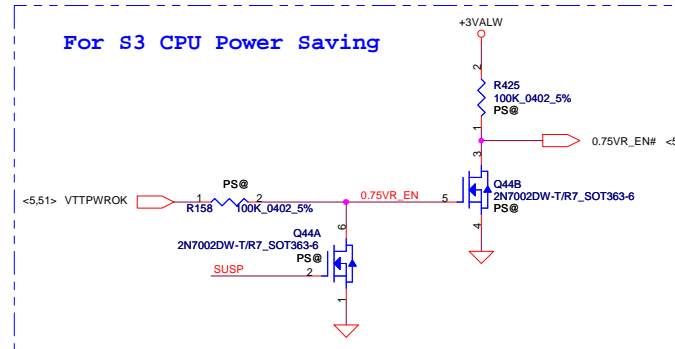 +3VALW
For S3 CPU Power Saving
2
R425
100K_0402_5%
PS@
1
0.75VR_EN# <5
3
PS@
Q44B
<5,51> VTTPWROK
1
2
0.75VR_EN
5
2N7002DW-T/R7_SOT363-6
R158
100K_0402_5%
PS@
Q44A
6
4
2N7002DW-T/R7_SOT363-6
PS@
SUSP
2
1